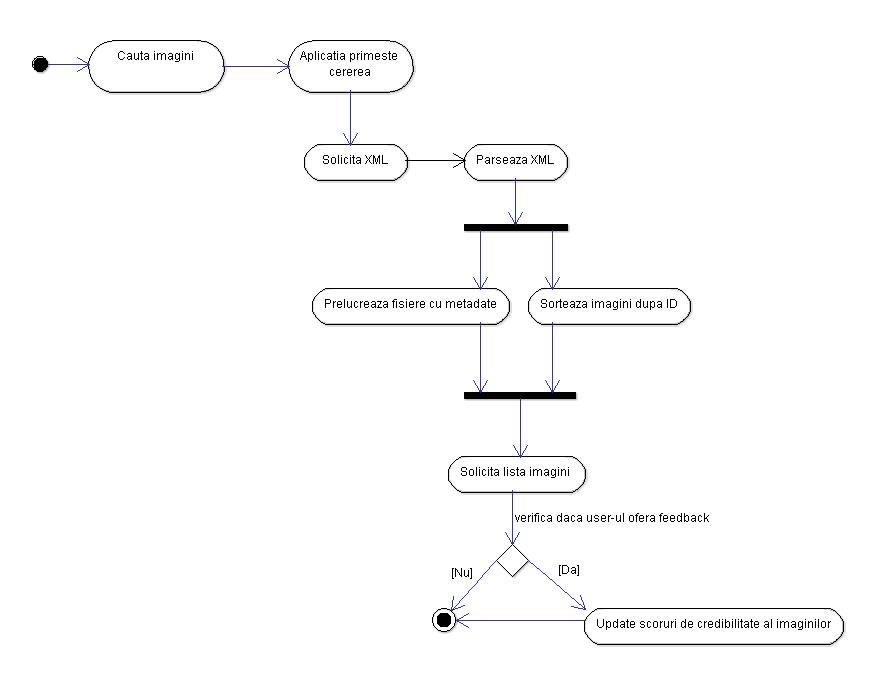 Cauta imagini
Aplicatia primeste
cererea
Solicita XML
Parseaza XML
Prelucreaza fisiere cu metadate
Sorteaza imagini dupa ID
Solicita lista imagini
verifica daca user-ul ofera feedback
[Nu]
[Da]
Update scoruri de credibilitate al imaginilor